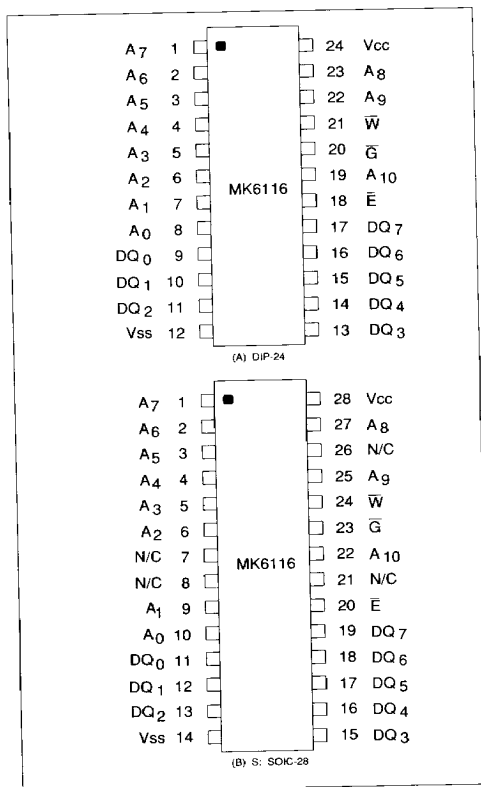 A7 1 24 Vcc
A6 2 23 A8
A5 3 22 A9
A4 4 21 W̅
A3 5 20 G̅
A2 6 19 A10
MK6116
A1 7 18 E̅
A0 8 17 DQ7
DQ0 9 16 DQ6
DQ1 10 15 DQ5
DQ2 11 14 DQ4
Vss 12 13 DQ3
(A) DIP-24
A7 1 28 Vcc
A6 2 27 A8
A5 3 26 N/C
A4 4 25 A9
A3 5 24 W̅
A2 6 23 G̅
N/C 7 22 A10
MK6116
N/C 8 21 N/C
A1 9 20 E̅
A0 10 19 DQ7
DQ0 11 18 DQ6
DQ1 12 17 DQ5
DQ2 13 16 DQ4
Vss 14 15 DQ3
(B) S: SOIC-28